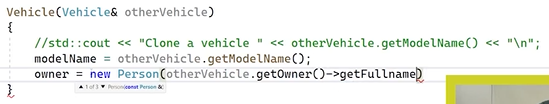 Vehicle(Vehicle& otherVehicle)
{
//std::cout << "Clone a vehicle " << otherVehicle.getModelName() << "\n";
modelName = otherVehicle.getModelName();
owner = new Person(otherVehicle.getOwner()->getFullname)
}
▲ 1 of 3 ▼ Person(const Person &)